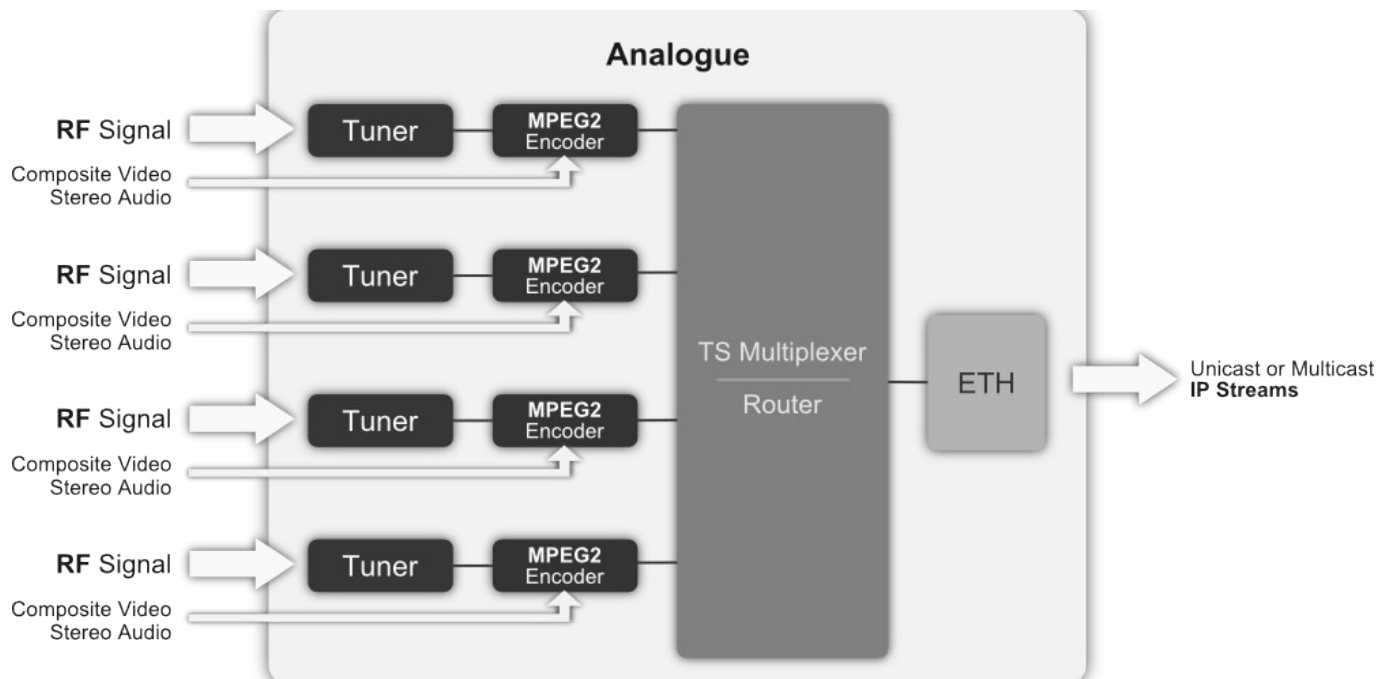 Analogue
RF Signal
Tuner
MPEG2
Encoder
Composite Video
Stereo Audio
RF Signal
Tuner
MPEG2
Encoder
Composite Video
Stereo Audio
TS Multiplexer
Router
ETH
Unicast or Multicast
IP Streams
RF Signal
Tuner
MPEG2
Encoder
Composite Video
Stereo Audio
RF Signal
Tuner
MPEG2
Encoder
Composite Video
Stereo Audio